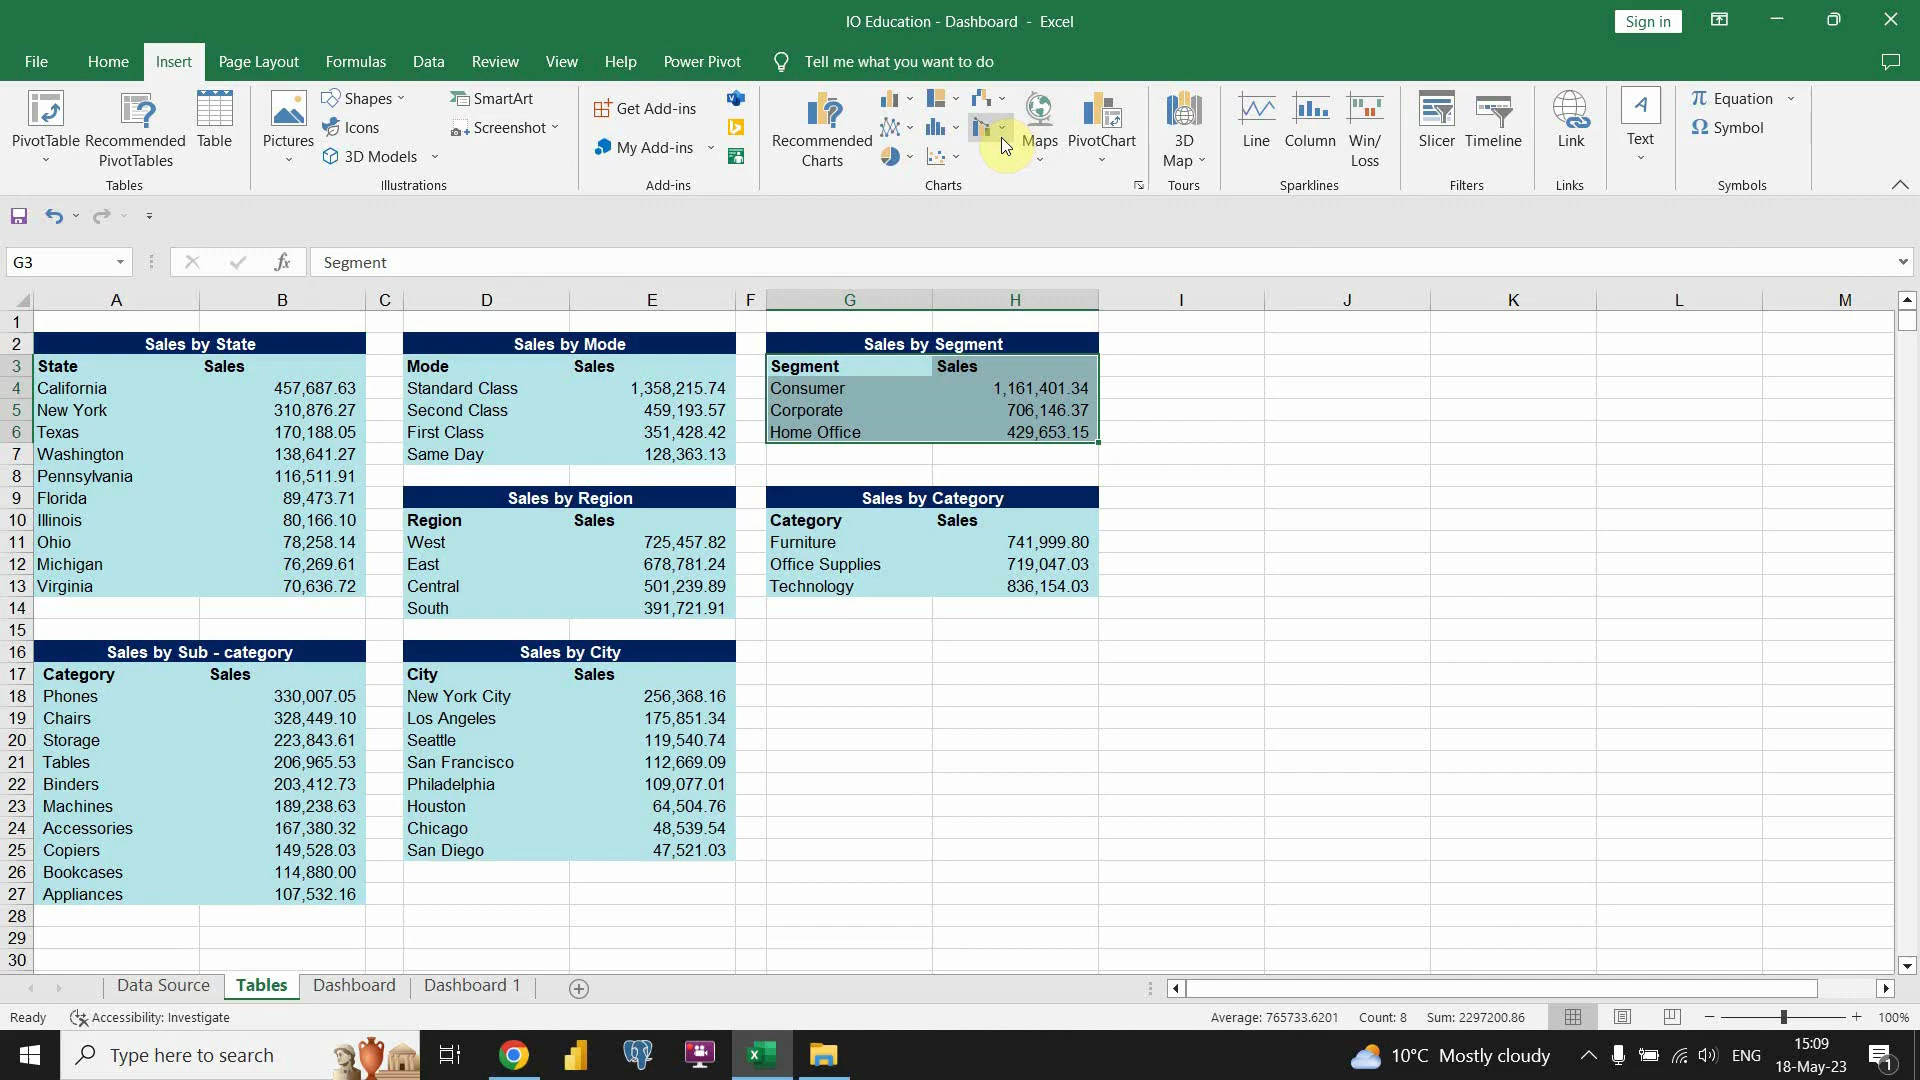 IO Education - Dashboard - Excel
Sign in
File Home Insert Page Layout Formulas Data Review View Help Power Pivot Tell me what you want to do
PivotTable
Recommended PivotTables
Table
Tables
Pictures
Shapes
Icons
3D Models
SmartArt
Screenshot
Illustrations
Get Add-ins
My Add-ins
Add-ins
Recommended Charts
Maps
PivotChart
Charts
3D Map
Tours
Line
Column
Win/ Loss
Sparklines
Slicer
Timeline
Filters
Link
Links
A
Text
π Equation
Ω Symbol
Symbols
G3
fx
Segment
A B C D E F G H I J K L M
1
2 Sales by State Sales by Mode Sales by Segment
3 State Sales Mode Sales Segment Sales
4 California 457,687.63 Standard Class 1,358,215.74 Consumer 1,161,401.34
5 New York 310,876.27 Second Class 459,193.57 Corporate 706,146.37
6 Texas 170,188.05 First Class 351,428.42 Home Office 429,653.15
7 Washington 138,641.27 Same Day 128,363.13
8 Pennsylvania 116,511.91
9 Florida 89,473.71 Sales by Region Sales by Category
10 Illinois 80,166.10 Region Sales Category Sales
11 Ohio 78,258.14 West 725,457.82 Furniture 741,999.80
12 Michigan 76,269.61 East 678,781.24 Office Supplies 719,047.03
13 Virginia 70,636.72 Central 501,239.89 Technology 836,154.03
14 South 391,721.91
15
16 Sales by Sub - category Sales by City
17 Category Sales City Sales
18 Phones 330,007.05 New York City 256,368.16
19 Chairs 328,449.10 Los Angeles 175,851.34
20 Storage 223,843.61 Seattle 119,540.74
21 Tables 206,965.53 San Francisco 112,669.09
22 Binders 203,412.73 Philadelphia 109,077.01
23 Machines 189,238.63 Houston 64,504.76
24 Accessories 167,380.32 Chicago 48,539.54
25 Copiers 149,528.03 San Diego 47,521.03
26 Bookcases 114,880.00
27 Appliances 107,532.16
28
29
30
Data Source Tables Dashboard Dashboard 1
Ready Accessibility: Investigate Average: 765733.6201 Count: 8 Sum: 2297200.86 100%
Type here to search
10°C Mostly cloudy
ENG
15:09
18-May-23
1